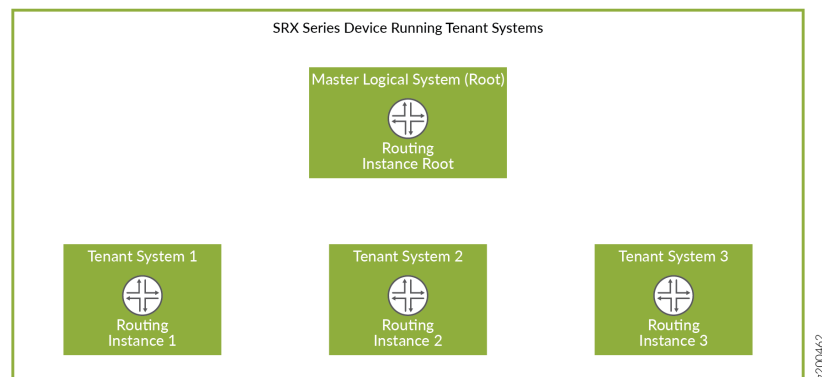 SRX Series Device Running Tenant Systems
Master Logical System (Root)
Routing
Instance Root
Tenant System 1
Routing
Instance 1
Tenant System 2
Routing
Instance 2
Tenant System 3
Routing
Instance 3